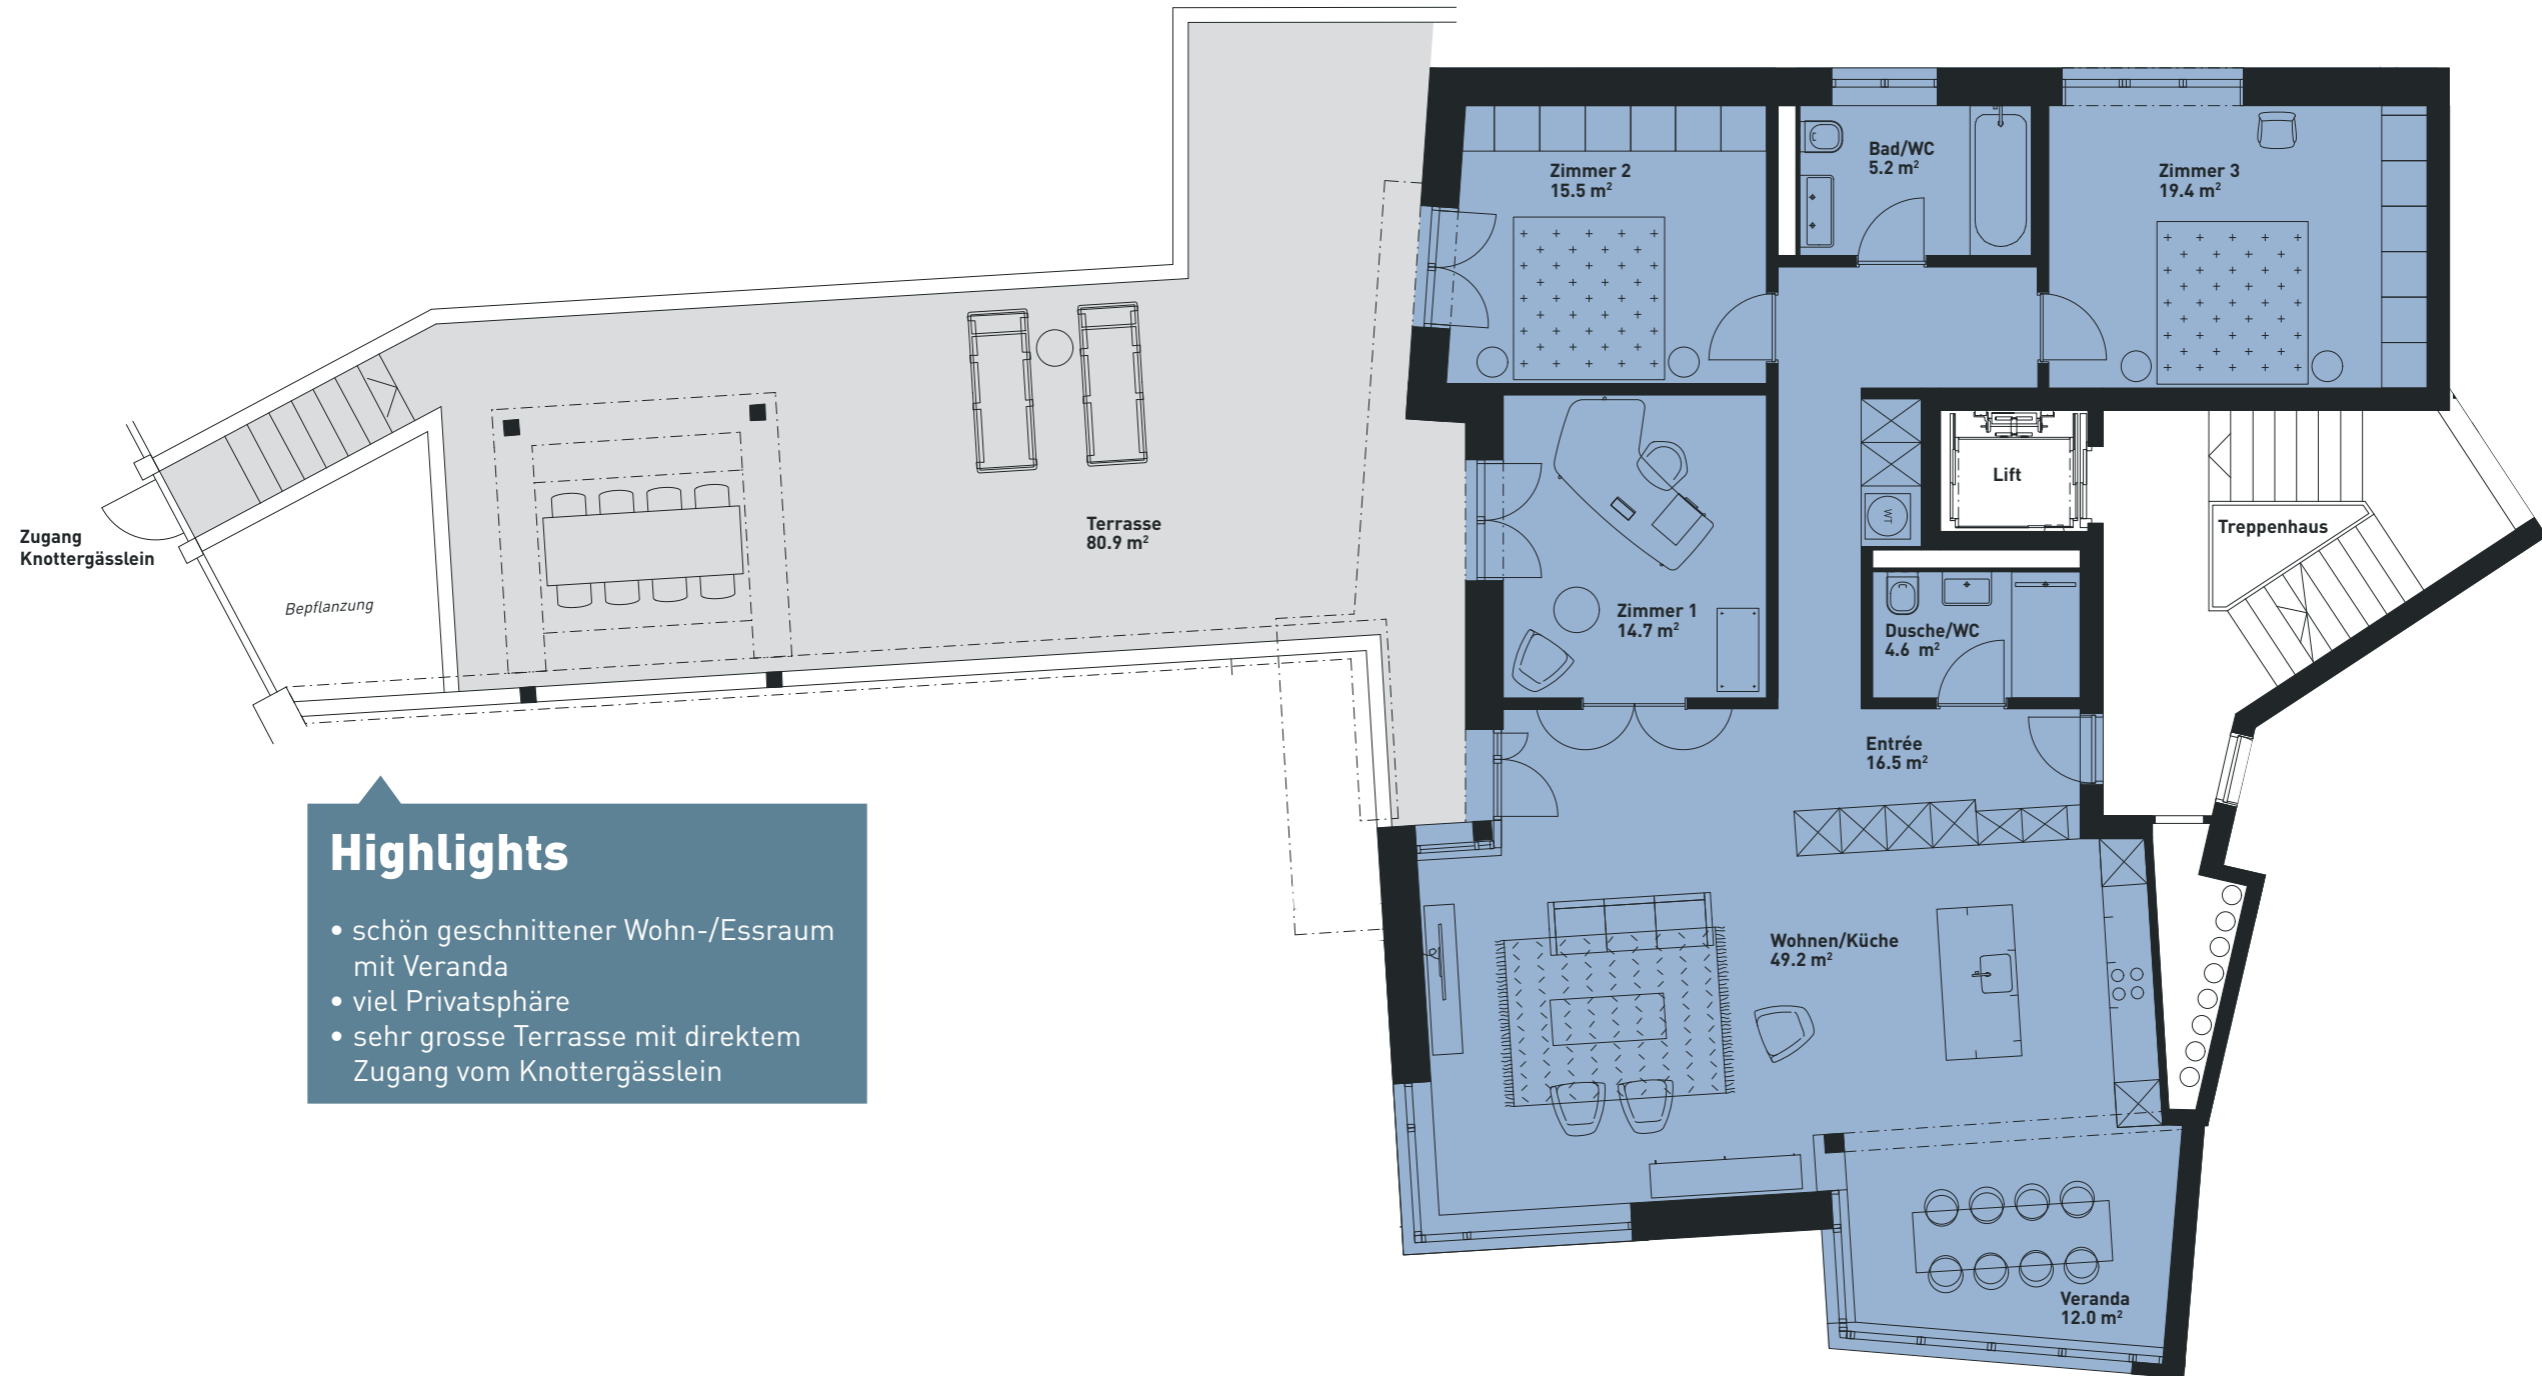 Zimmer 2
15.5 m²
Bad/WC
5.2 m²
Zimmer 3
19.4 m²
Lift
WT
Treppenhaus
Zugang
Knottergässlein
Terrasse
80.9 m²
Bepflanzung
Zimmer 1
14.7 m²
Dusche/WC
4.6 m²
Entrée
16.5 m²
Highlights
• schön geschnittener Wohn-/Essraum
mit Veranda
• viel Privatsphäre
• sehr grosse Terrasse mit direktem
Zugang vom Knottergässlein
Wohnen/Küche
49.2 m²
Veranda
12.0 m²